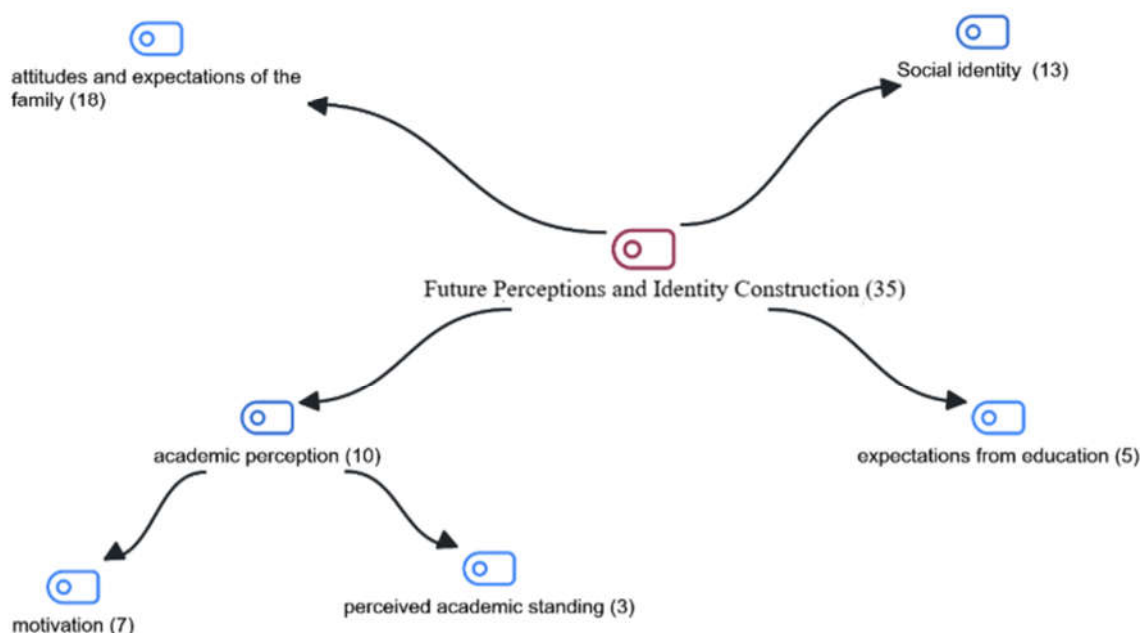 attitudes and expectations of the
family (18)
Social identity (13)
Future Perceptions and Identity Construction (35)
academic perception (10)
expectations from education (5)
motivation (7)
perceived academic standing (3)